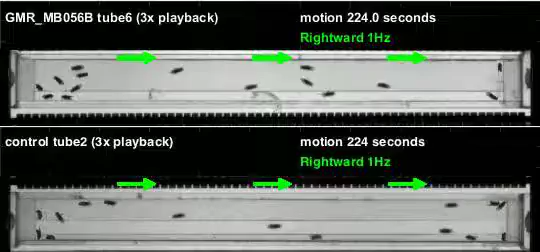 GMR_MB056B tube6 (3x playback)
motion 224.0 seconds
Rightward 1Hz
control tube2 (3x playback)
motion 224 seconds
Rightward 1Hz